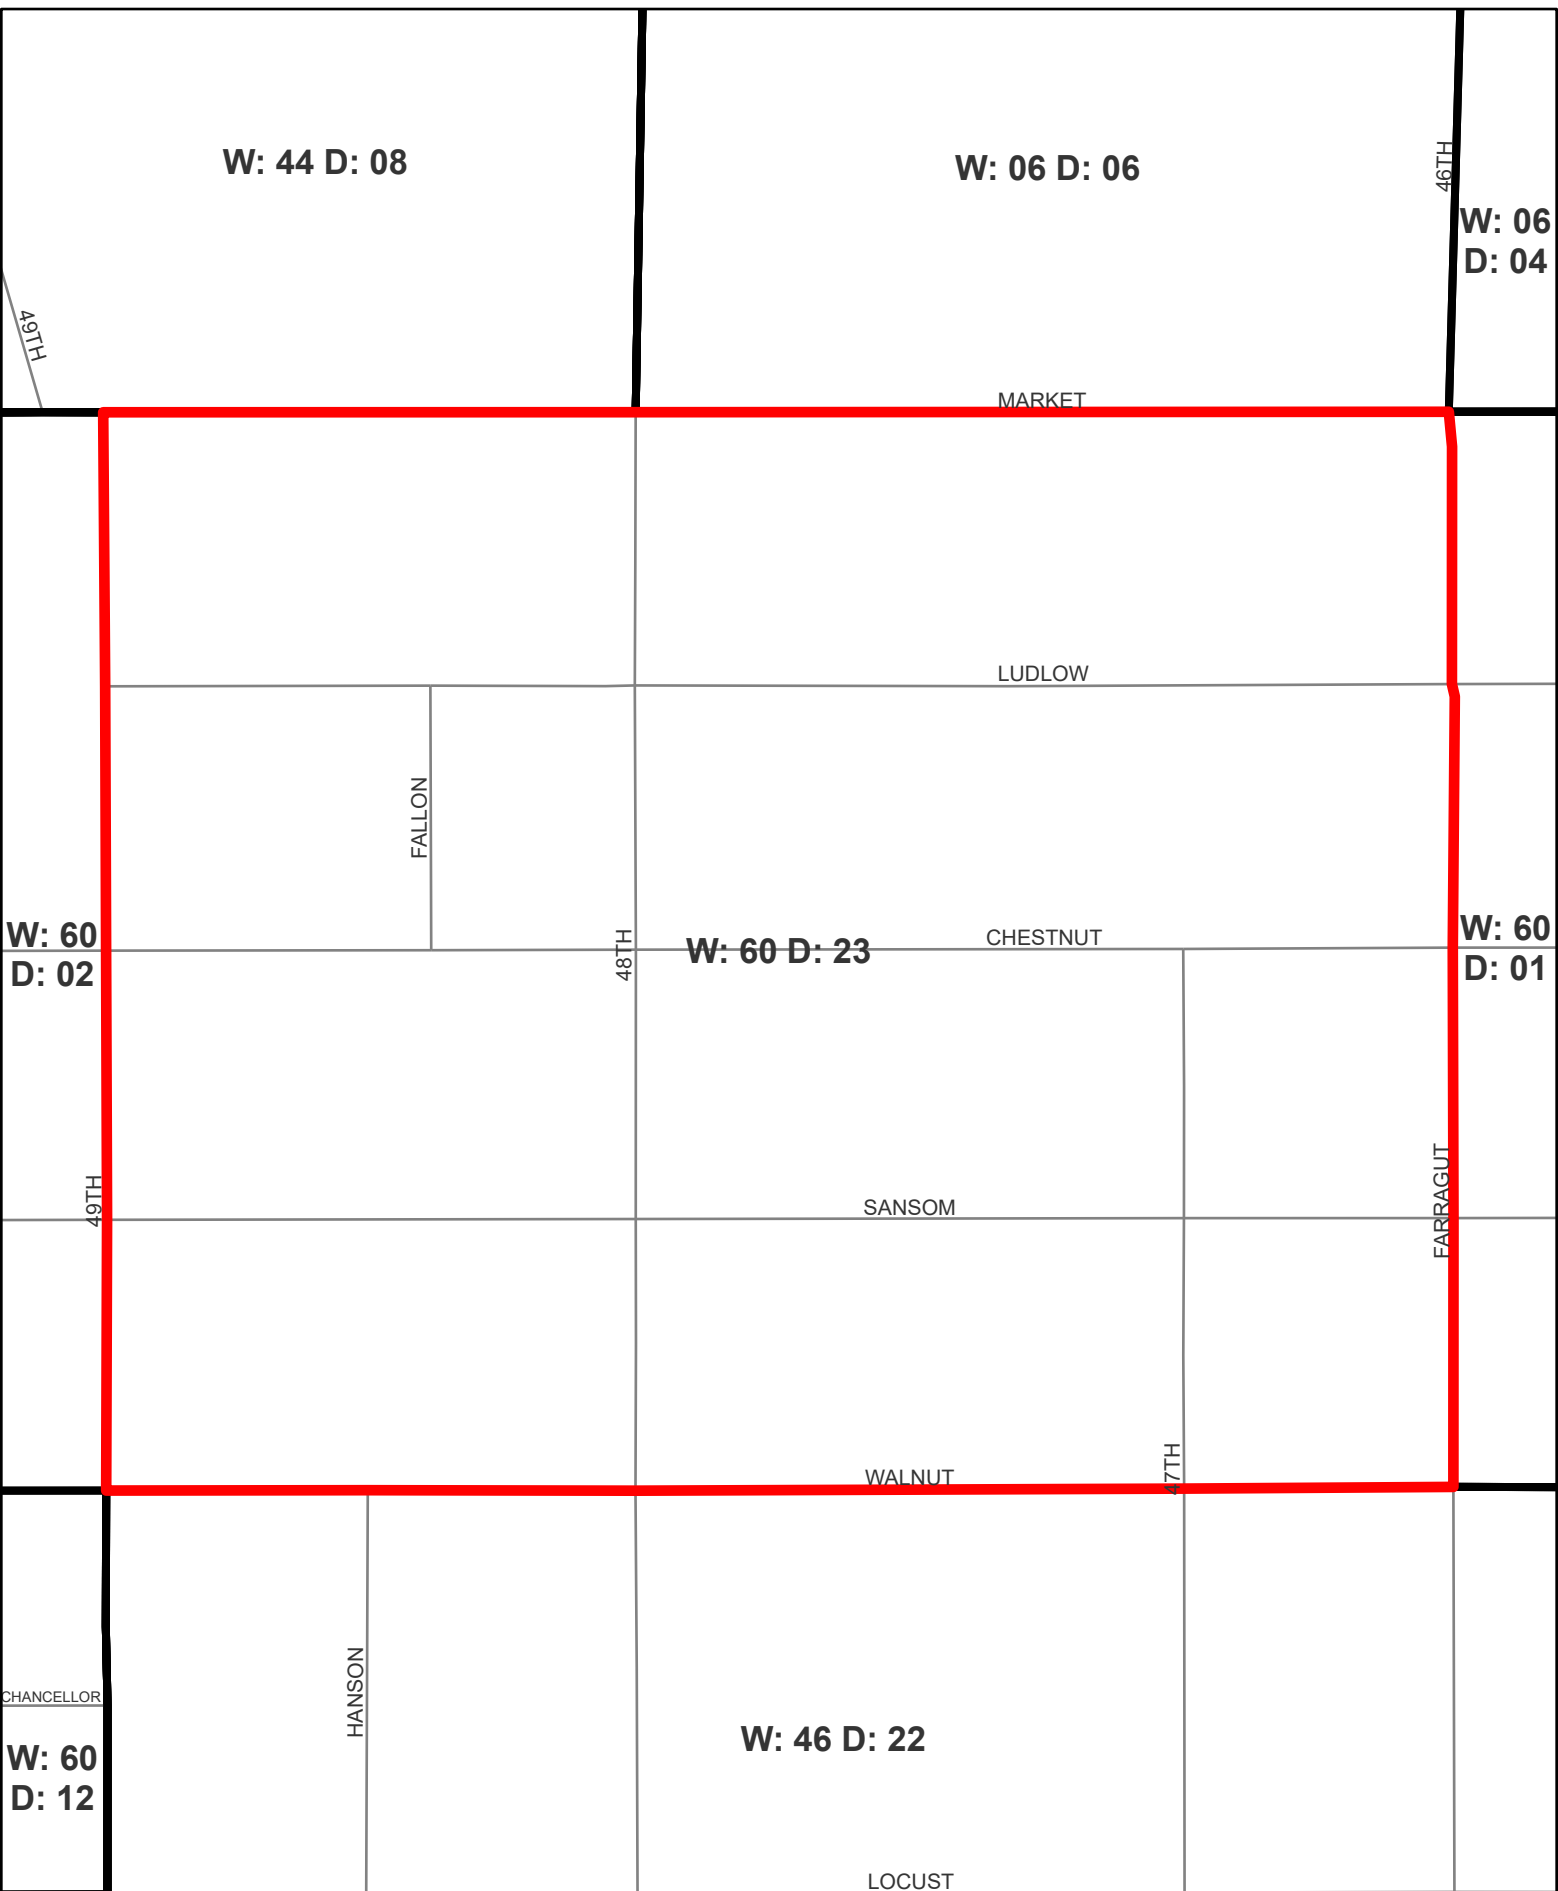 W: 44 D: 08
W: 06 D: 06
46TH
W: 06
D: 04
49TH
MARKET
LUDLOW
FALLON
W: 60
D: 02
48TH
W: 60 D: 23
CHESTNUT
W: 60
D: 01
49TH
SANSOM
FARRAGUT
WALNUT
47TH
HANSON
CHANCELLOR
W: 60
D: 12
W: 46 D: 22
LOCUST